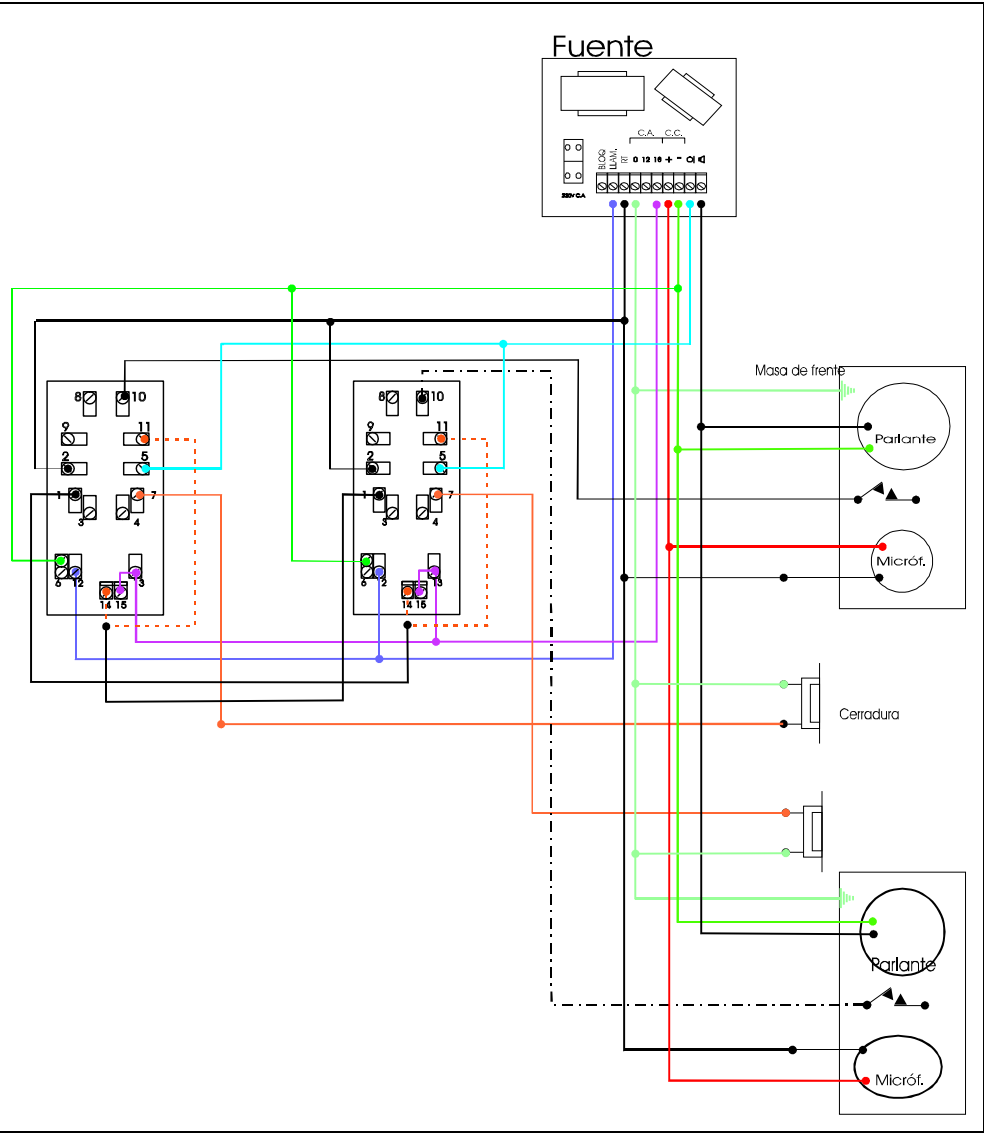 Fuente
C.A. C.C.
BLOQ
LLAM.
RT 0 12 16 + -
220V C.A
8 10
9 11
2 5
1 7
3 4
6 12 3
14 15
8 10
9 11
2 5
1 7
3 4
6 2 13
14 15
Masa de frente
Parlante
Micróf.
Cerradura
Parlante
Micróf.